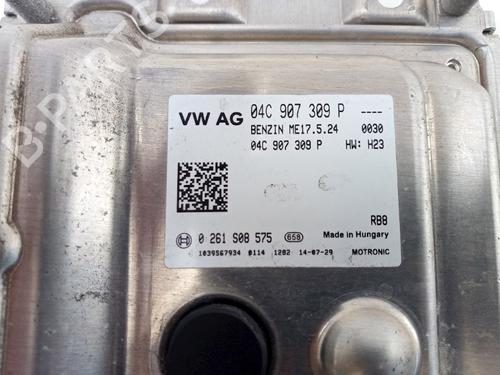 VW AG 04C 907 309 P ----
BENZIN ME17.5.24 0030
04C 907 309 P HW: H23
RB8
0 261 S08 575 658 Made in Hungary
1039S67934 0114 1282 14-07-29 MOTRONIC